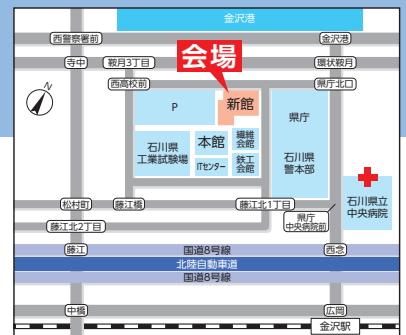 金沢港
西警察署前
金沢港
寺中
鞍月3丁目
会場
環状鞍月
西高校前
県庁北口
N
P
新館
県庁
石川県
工業試験場
本館
繊維
会館
ITセンター
鉄工
会館
石川県
警本部
石川県立
中央病院
松村町
藤江橋
藤江北1丁目
県庁
中央病院前
藤江北2丁目
藤江
国道8号線
西念
北陸自動車道
国道8号線
中橋
広岡
金沢駅